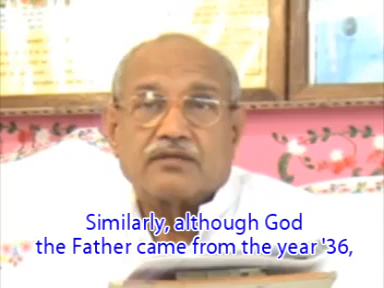 Similarly, although God
the Father came from the year '36,